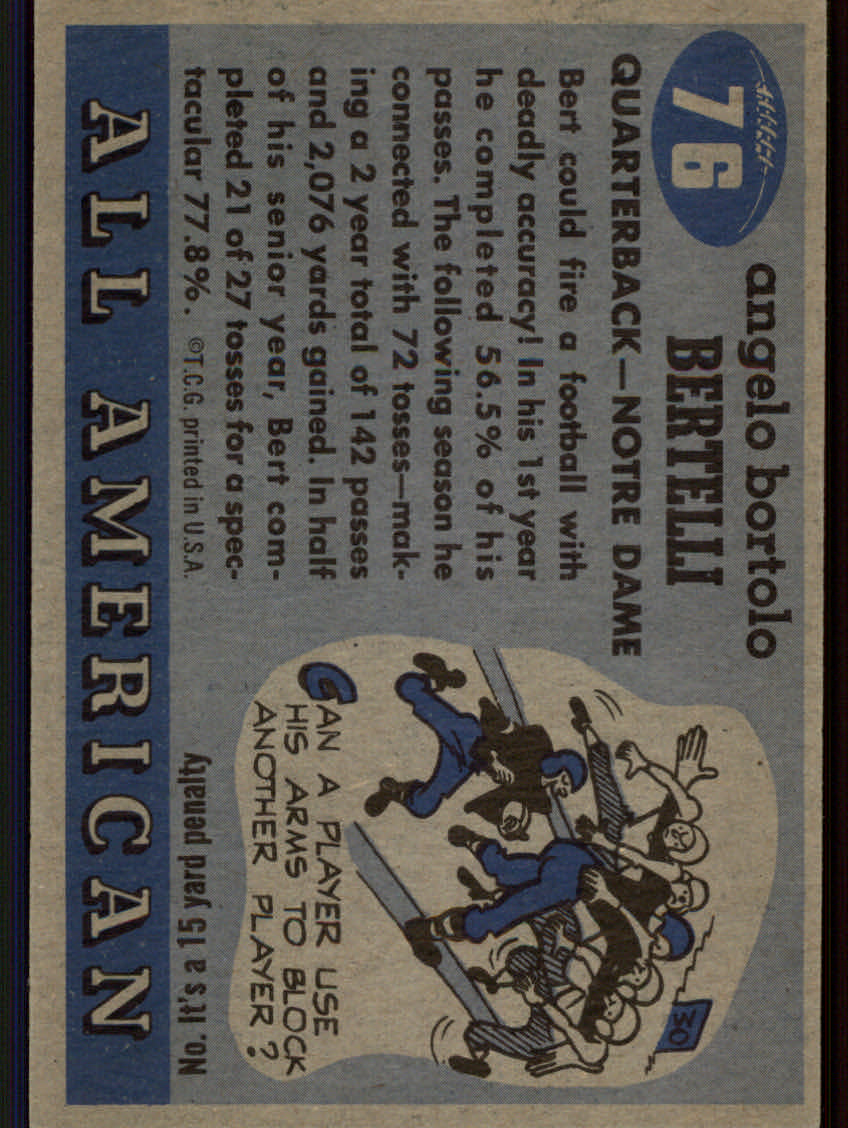 76
angelo bortolo
BERTELLI
QUARTERBACK—NOTRE DAME
Bert could fire a football with
deadly accuracy! In his 1st year
he completed 56.5% of his
passes. The following season he
connected with 72 tosses—mak-
ing a 2 year total of 142 passes
and 2,076 yards gained. In half
of his senior year, Bert com-
pleted 21 of 27 tosses for a spec-
tacular 77.8%. ©T.C.G. printed in U.S.A.
30
CAN A PLAYER USE
HIS ARMS TO BLOCK
ANOTHER PLAYER?
No. It's a 15 yard penalty
ALL AMERICAN